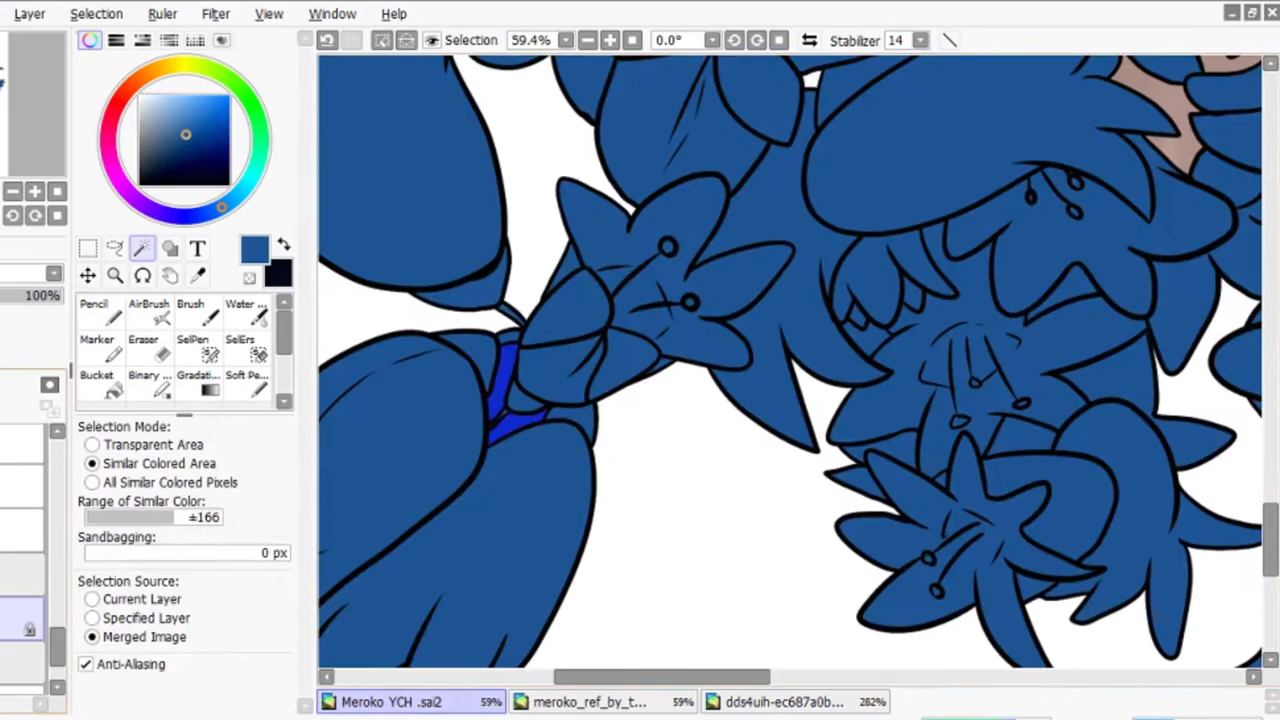 Layer Selection Ruler Filter View Window Help
Selection 59.4% 0.0° Stabilizer 14
100%
T
Pencil AirBrush Brush Water ...
Marker Eraser SelPen SelErs
Bucket Binary ... Gradati... Soft Pe...
Selection Mode:
Transparent Area
Similar Colored Area
All Similar Colored Pixels
Range of Similar Color:
±166
Sandbagging:
0 px
Selection Source:
Current Layer
Specified Layer
Merged Image
Anti-Aliasing
Meroko YCH .sai2 59% meroko_ref_by_t... 59% dds4uih-ec687a0b... 282%